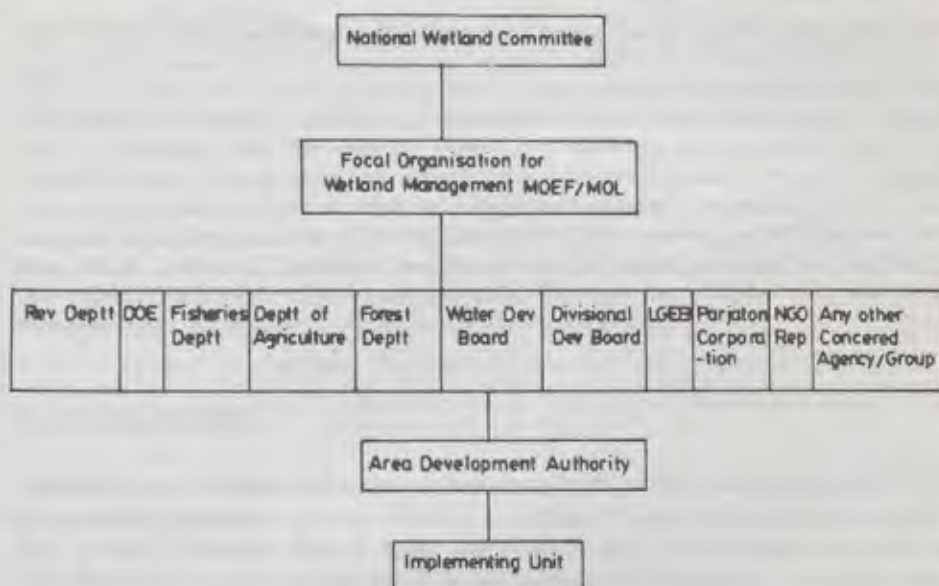 National Wetland Committee
Focal Organisation for
Wetland Management MOEF/MOL
Rev Deptt
DOE
Fisheries
Deptt
Deptt of
Agriculture
Forest
Deptt
Water Dev
Board
Divisional
Dev Board
LGEB
Parjaton
Corpora
-tion
NGO
Rep
Any other
Concered
Agency/Group
Area Development Authority
Implementing Unit